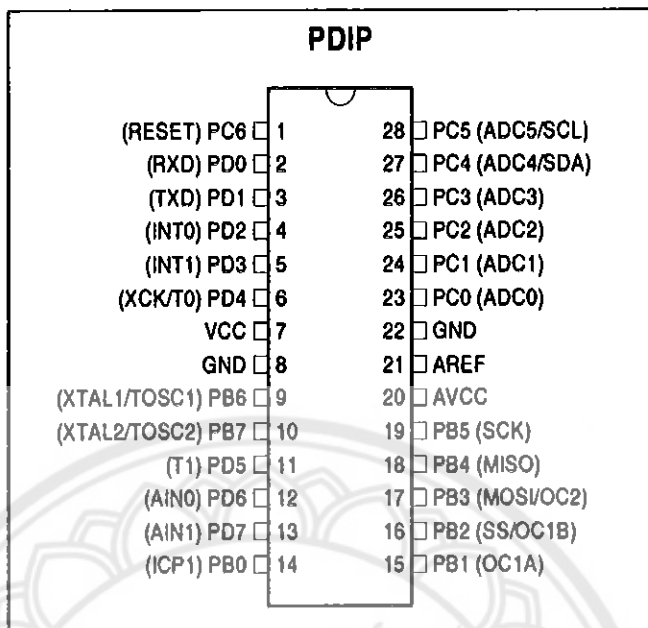 PDIP
(RESET) PC6 1 28 PC5 (ADC5/SCL)
(RXD) PD0 2 27 PC4 (ADC4/SDA)
(TXD) PD1 3 26 PC3 (ADC3)
(INT0) PD2 4 25 PC2 (ADC2)
(INT1) PD3 5 24 PC1 (ADC1)
(XCK/T0) PD4 6 23 PC0 (ADC0)
VCC 7 22 GND
GND 8 21 AREF
(XTAL1/TOSC1) PB6 9 20 AVCC
(XTAL2/TOSC2) PB7 10 19 PB5 (SCK)
(T1) PD5 11 18 PB4 (MISO)
(AIN0) PD6 12 17 PB3 (MOSI/OC2)
(AIN1) PD7 13 16 PB2 (SS/OC1B)
(ICP1) PB0 14 15 PB1 (OC1A)